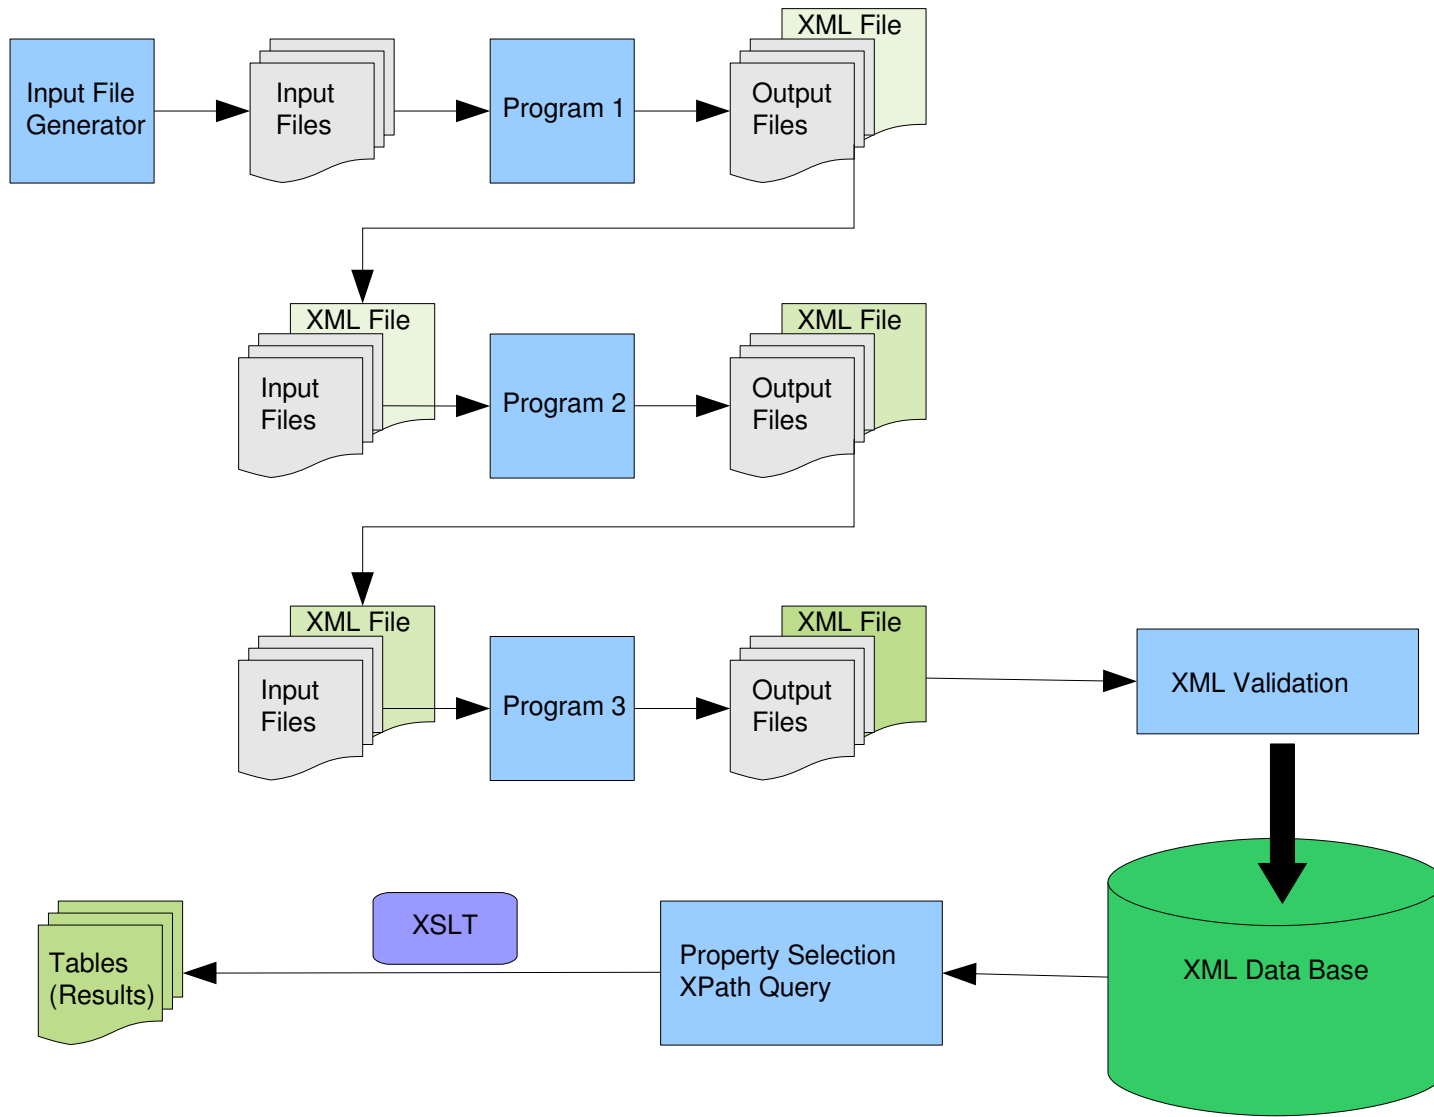 XML File
Input File
Generator
Input
Files
Program 1
Output
Files
XML File
Input
Files
Program 2
XML File
Output
Files
XML File
Input
Files
Program 3
XML File
Output
Files
XML Validation
Tables
(Results)
XSLT
Property Selection
XPath Query
XML Data Base